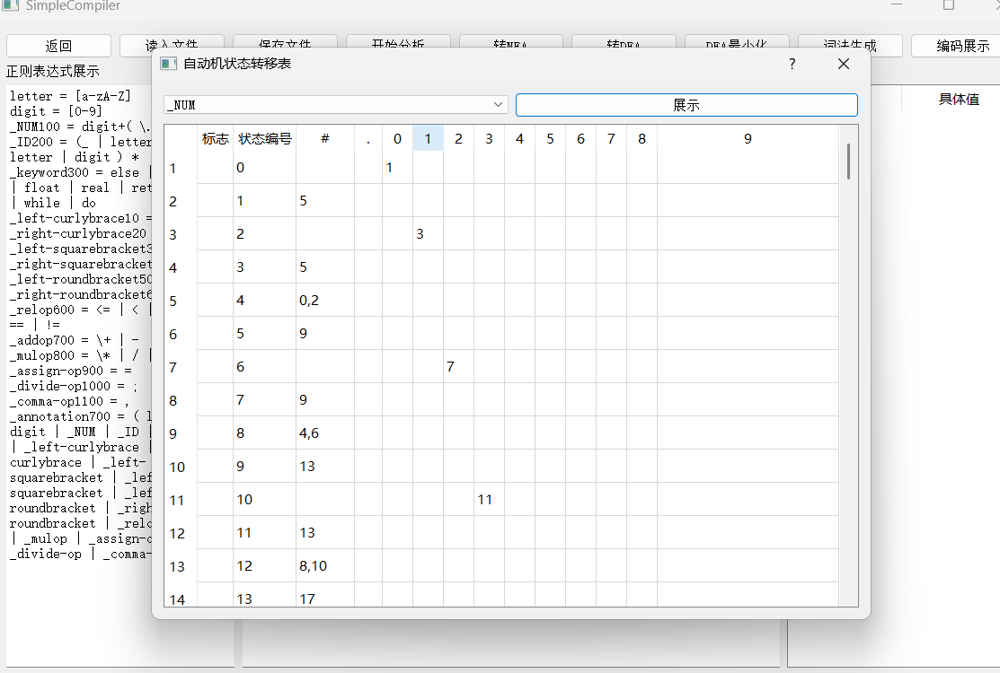 SimpleCompiler
返回 读入文件 保存文件 开始分析 转NFA 转DFA DFA最小化 词法生成 编码展示
正则表达式展示
具体值
letter = [a-zA-Z]
digit = [0-9]
_NUM100 = digit+( \.
_ID200 = (_ | letter
letter | digit ) *
_keyword300 = else |
| float | real | ret
| while | do
_left-curlybrace10 =
_right-curlybrace20
_left-squarebracket3
_right-squarebracket
_left-roundbracket50
_right-roundbracket6
_relop600 = <= | < |
== | !=
_addop700 = \+ | -
_mulop800 = \* | / |
_assign-op900 = =
_divide-op1000 = ;
_comma-op1100 = ,
_annotation700 = ( l
digit | _NUM | _ID |
| _left-curlybrace |
curlybrace | _left-
squarebracket | _lef
squarebracket | _lef
roundbracket | _righ
roundbracket | _relo
| _mulop | _assign-o
_divide-op | _comma-
自动机状态转移表 ?
_NUM 展示
标志 状态编号 # . 0 1 2 3 4 5 6 7 8 9
1 0 1
2 1 5
3 2 3
4 3 5
5 4 0,2
6 5 9
7 6 7
8 7 9
9 8 4,6
10 9 13
11 10 11
12 11 13
13 12 8,10
14 13 17